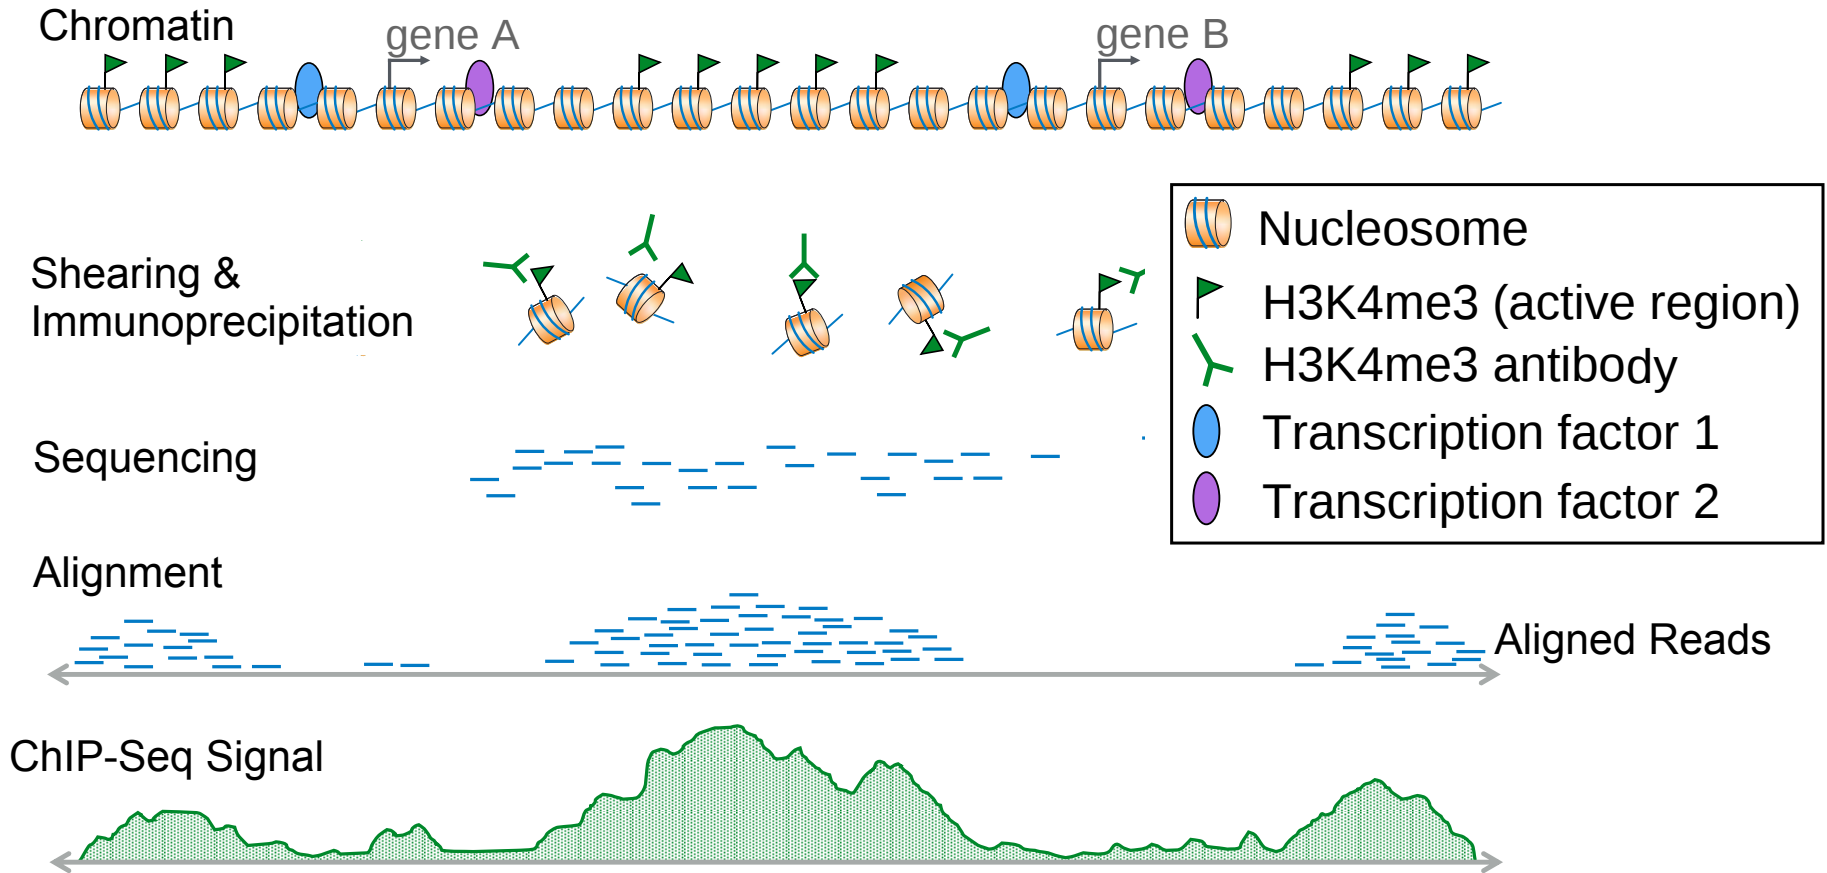 Chromatin
gene A
gene B
Shearing &
Immunoprecipitation
Nucleosome
H3K4me3 (active region)
H3K4me3 antibody
Transcription factor 1
Transcription factor 2
Sequencing
Alignment
Aligned Reads
ChIP-Seq Signal